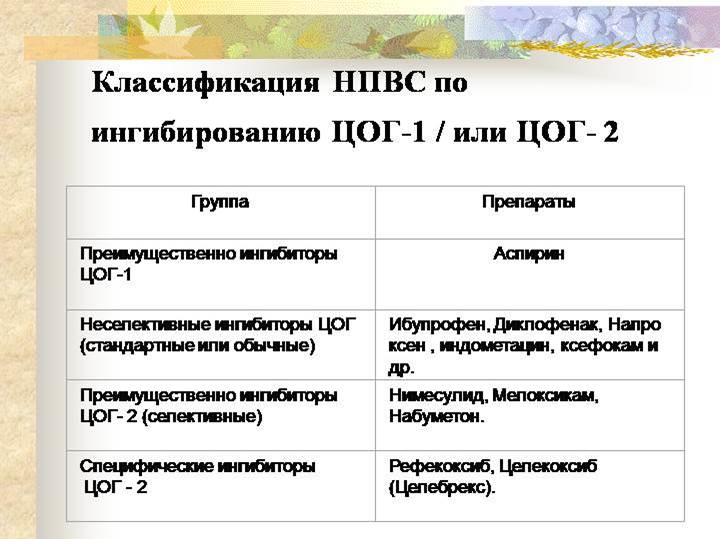 Классификация НПВС по
ингибированию ЦОГ-1 / или ЦОГ- 2
Группа
Препараты
Преимущественно ингибиторы
ЦОГ-1
Аспирин
Неселективные ингибиторы ЦОГ
(стандартные или обычные)
Ибупрофен, Диклофенак, Напро
ксен , индометацин, ксефокам и
др.
Преимущественно ингибиторы
ЦОГ- 2 (селективные)
Нимесулид, Мелоксикам,
Набуметон.
Специфические ингибиторы
ЦОГ - 2
Рефекоксиб, Целекоксиб
(Целебрекс).